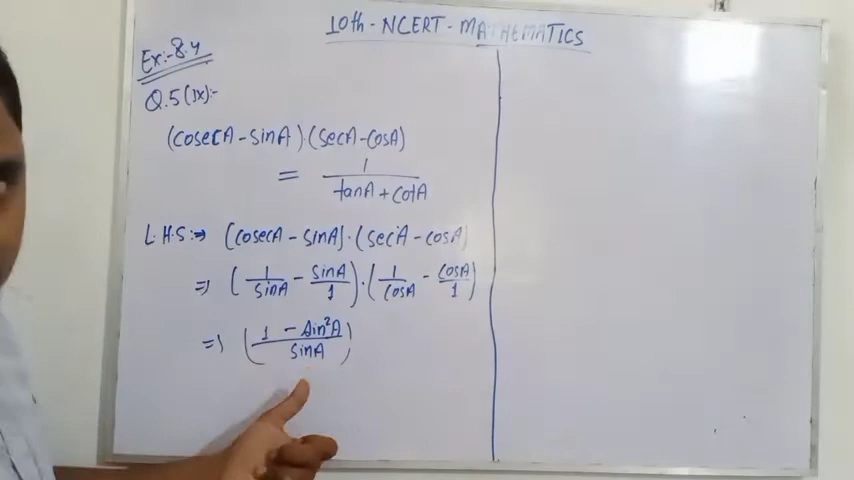 10th-NCERT-MATHEMATICS
Ex:-8.4
Q.5(ix):-
(cosecA - sinA).(secA - cosA)
= 1/(tanA + cotA)
L.H.S:→ (cosecA - sinA).(secA - cosA)
⇒ (1/sinA - sinA/1).(1/cosA - cosA/1)
⇒ ((1 - sin²A)/sinA)